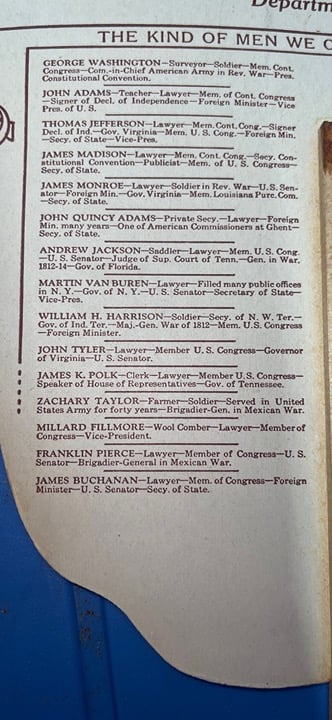 Departm
THE KIND OF MEN WE
GEORGE WASHINGTON—Surveyor—Soldier—Mem. Cont.
Congress—Com.-in-Chief American Army in Rev. War—Pres.
Constitutional Convention.
JOHN ADAMS—Teacher—Lawyer—Mem. of Cont. Congress
—Signer of Decl. of Independence—Foreign Minister—Vice
Pres. of U. S.
THOMAS JEFFERSON—Lawyer—Mem. Cont. Cong.—Signer
Decl. of Ind.—Gov. Virginia—Mem. U. S. Cong.—Foreign Min.
—Secy. of State—Vice-Pres.
JAMES MADISON—Lawyer—Mem. Cont. Cong.—Secy. Con-
stitutional Convention—Publicist—Mem. of U. S. Congress—
Secy. of State.
JAMES MONROE—Lawyer—Soldier in Rev. War—U. S. Sen-
ator—Foreign Min.—Gov. Virginia—Mem. Louisiana Purc. Com.
—Secy. of State.
JOHN QUINCY ADAMS—Private Secy.—Lawyer—Foreign
Min. many years—One of American Commissioners at Ghent—
Secy. of State.
ANDREW JACKSON—Saddler—Lawyer—Mem. U. S. Cong.
—U. S. Senator—Judge of Sup. Court of Tenn.—Gen. in War,
1812-14—Gov. of Florida.
MARTIN VAN BUREN—Lawyer—Filled many public offices
in N. Y.—Gov. of N. Y.—U. S. Senator—Secretary of State—
Vice-Pres.
WILLIAM H. HARRISON—Soldier—Secy. of N. W. Ter.—
Gov. of Ind. Ter.—Maj.-Gen. War of 1812—Mem. U. S. Congress
—Foreign Minister.
JOHN TYLER—Lawyer—Member U. S. Congress—Governor
of Virginia—U. S. Senator.
JAMES K. POLK—Clerk—Lawyer—Member U. S. Congress—
Speaker of House of Representatives—Gov. of Tennessee.
ZACHARY TAYLOR—Farmer—Soldier—Served in United
States Army for forty years—Brigadier-Gen. in Mexican War.
MILLARD FILLMORE—Wool Comber—Lawyer—Member of
Congress—Vice-President.
FRANKLIN PIERCE—Lawyer—Member of Congress—U. S.
Senator—Brigadier-General in Mexican War.
JAMES BUCHANAN—Lawyer—Mem. of Congress—Foreign
Minister—U. S. Senator—Secy. of State.